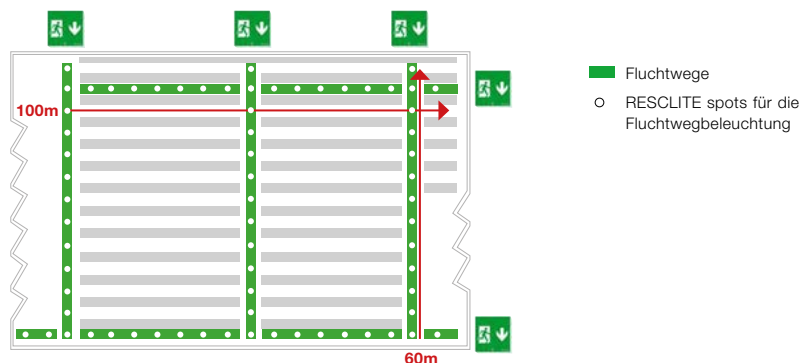 100m
60m
Fluchtwege
RESCLITE spots für die
Fluchtwegbeleuchtung